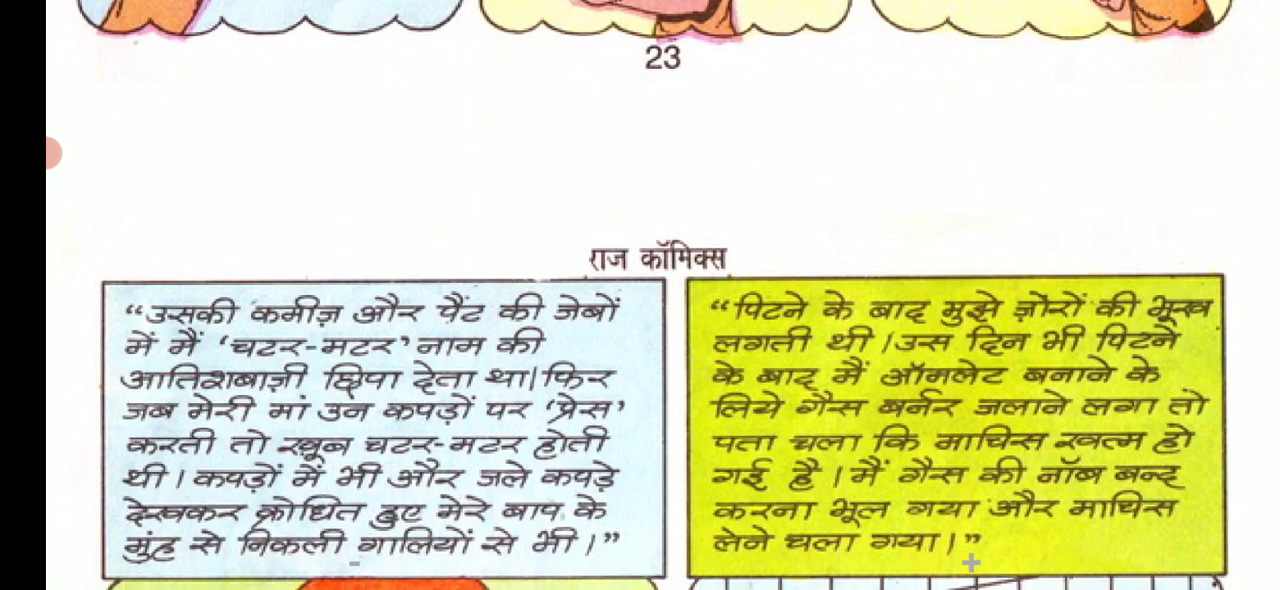 23
राज कॉमिक्स
“उसकी कमीज़ और पैंट की जेबों
में मैं ‘चटर-मटर’ नाम की
आतिशबाज़ी छिपा देता था। फिर
जब मेरी मां उन कपड़ों पर ‘प्रेस’
करती तो खूब चटर-मटर होती
थी। कपड़ों में भी और जले कपड़े
देखकर क्रोधित हुए मेरे बाप के
मुंह से निकली गालियों से भी।”
“पिटने के बाद मुझे ज़ोरों की भूख
लगती थी। उस दिन भी पिटने
के बाद मैं ऑमलेट बनाने के
लिये गैस बर्नर जलाने लगा तो
पता चला कि माचिस खत्म हो
गई है। मैं गैस की नॉब बन्द
करना भूल गया और माचिस
लेने चला गया।”